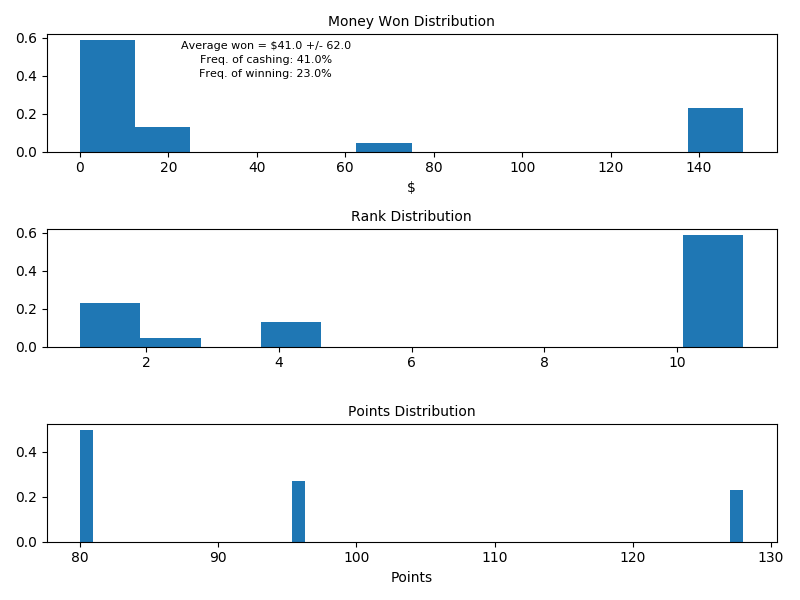 Money Won Distribution
0.6
0.4
0.2
0.0
Average won = $41.0 +/- 62.0
Freq. of cashing: 41.0%
Freq. of winning: 23.0%
0 20 40 60 80 100 120 140
$
Rank Distribution
0.6
0.4
0.2
0.0
2 4 6 8 10
Points Distribution
0.4
0.2
0.0
80 90 100 110 120 130
Points